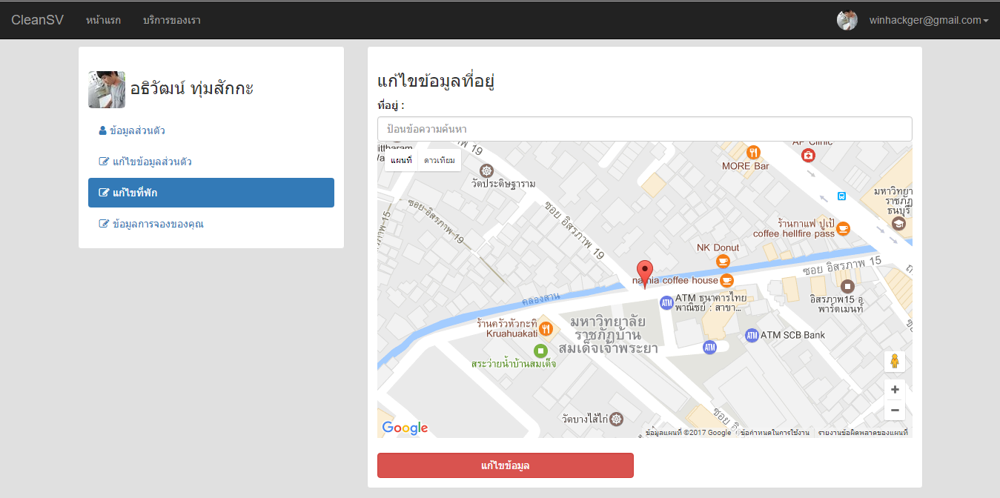 CleanSV
หน้าแรก
บริการของเรา
winhackger@gmail.com
อธิวัฒน์ ทุ่มสักกะ
ข้อมูลส่วนตัว
แก้ไขข้อมูลส่วนตัว
แก้ไขที่พัก
ข้อมูลการจองของคุณ
แก้ไขข้อมูลที่อยู่
ที่อยู่ :
ป้อนข้อความค้นหา
แผนที่
ดาวเทียม
19
AP Clinic
MORE Bar
วัดประดิษฐาราม
ซอย อิสรภาพ 19
ซอย-อิสรภาพ-19
15
มหาวิทยา
ราชภัฏ
ธนบุรี
ร้านกาแฟ ปูเป้
coffee hellfire pass
NK Donut
narnia coffee house
ซอย อิสรภาพ 15
คลองสาน
ATM ธนาคารไทย
พาณิชย์ : สาขา...
อิสรภาพ15 อ
พาร์ตเมนท์
ร้านครัวหัวกะทิ
Kruahuakati
มหาวิทยาลัย
ราชภัฏบ้าน
สมเด็จเจ้าพระยา
ATM
ATM
ATM
ATM SCB Bank
สระว่ายน้ำบ้านสมเด็จ
วัดบางไส้ไก่
Google
ข้อมูลแผนที่ ©2017 Google
ข้อกำหนดในการใช้งาน
รายงานข้อผิดพลาดของแผนที่
แก้ไขข้อมูล